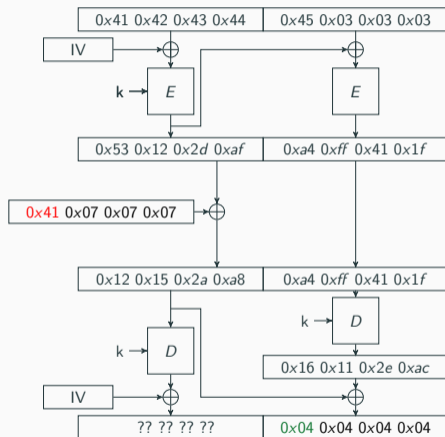 0x41 0x42 0x43 0x44 0x45 0x03 0x03 0x03
IV
k E E
0x53 0x12 0x2d 0xaf 0xa4 0xff 0x41 0x1f
0x41 0x07 0x07 0x07
0x12 0x15 0x2a 0xa8 0xa4 0xff 0x41 0x1f
k D
k D
0x16 0x11 0x2e 0xac
IV
?? ?? ?? ?? 0x04 0x04 0x04 0x04